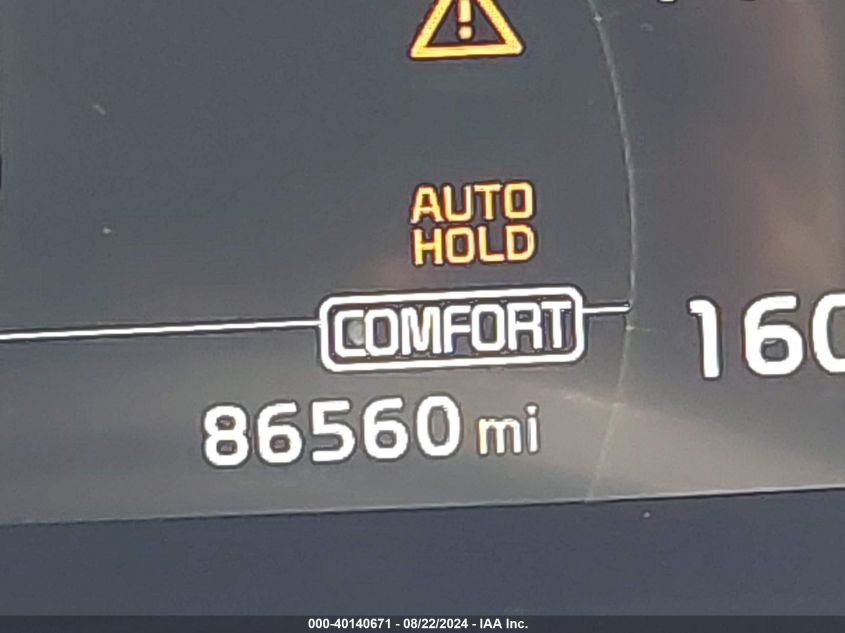 AUTO
HOLD
COMFORT
160
86560 mi
000-40140671 - 08/22/2024 - IAA Inc.